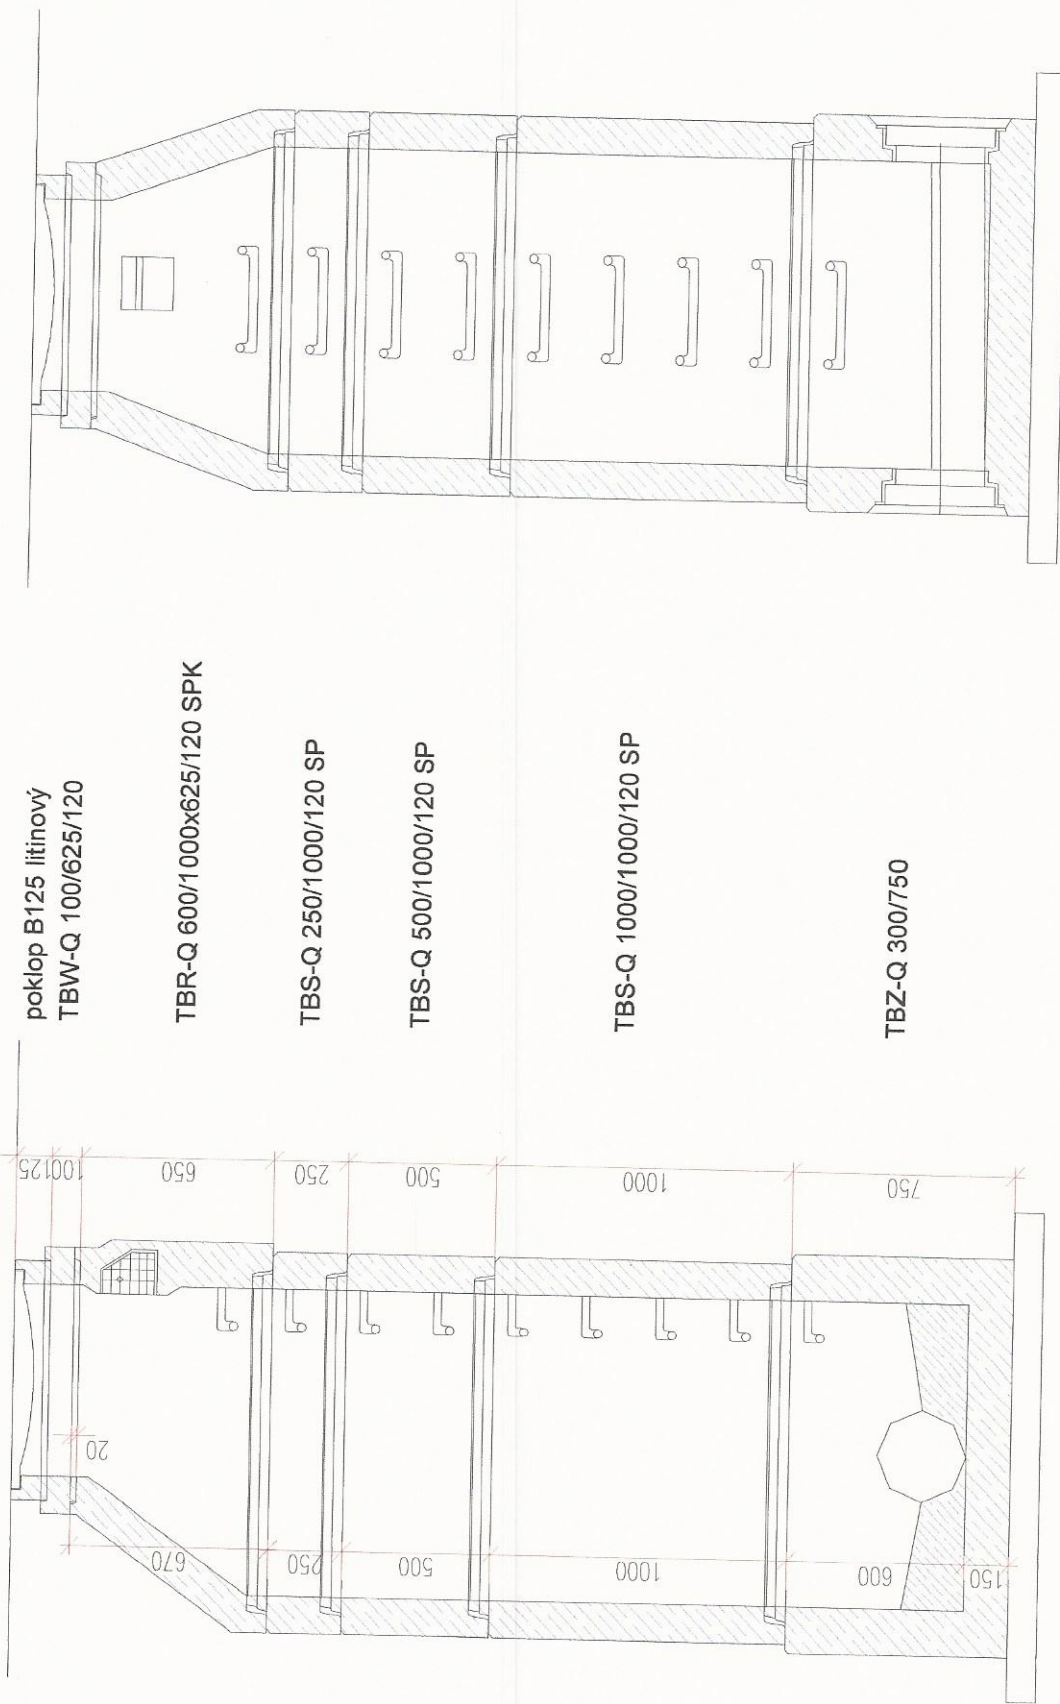 poklop B125 litinový
TBW-Q 100/625/120
TBR-Q 600/1000x625/120 SPK
TBS-Q 250/1000/120 SP
TBS-Q 500/1000/120 SP
TBS-Q 1000/1000/120 SP
TBZ-Q 300/750
125
100
650
250
500
1000
750
20
670
250
500
1000
600
150